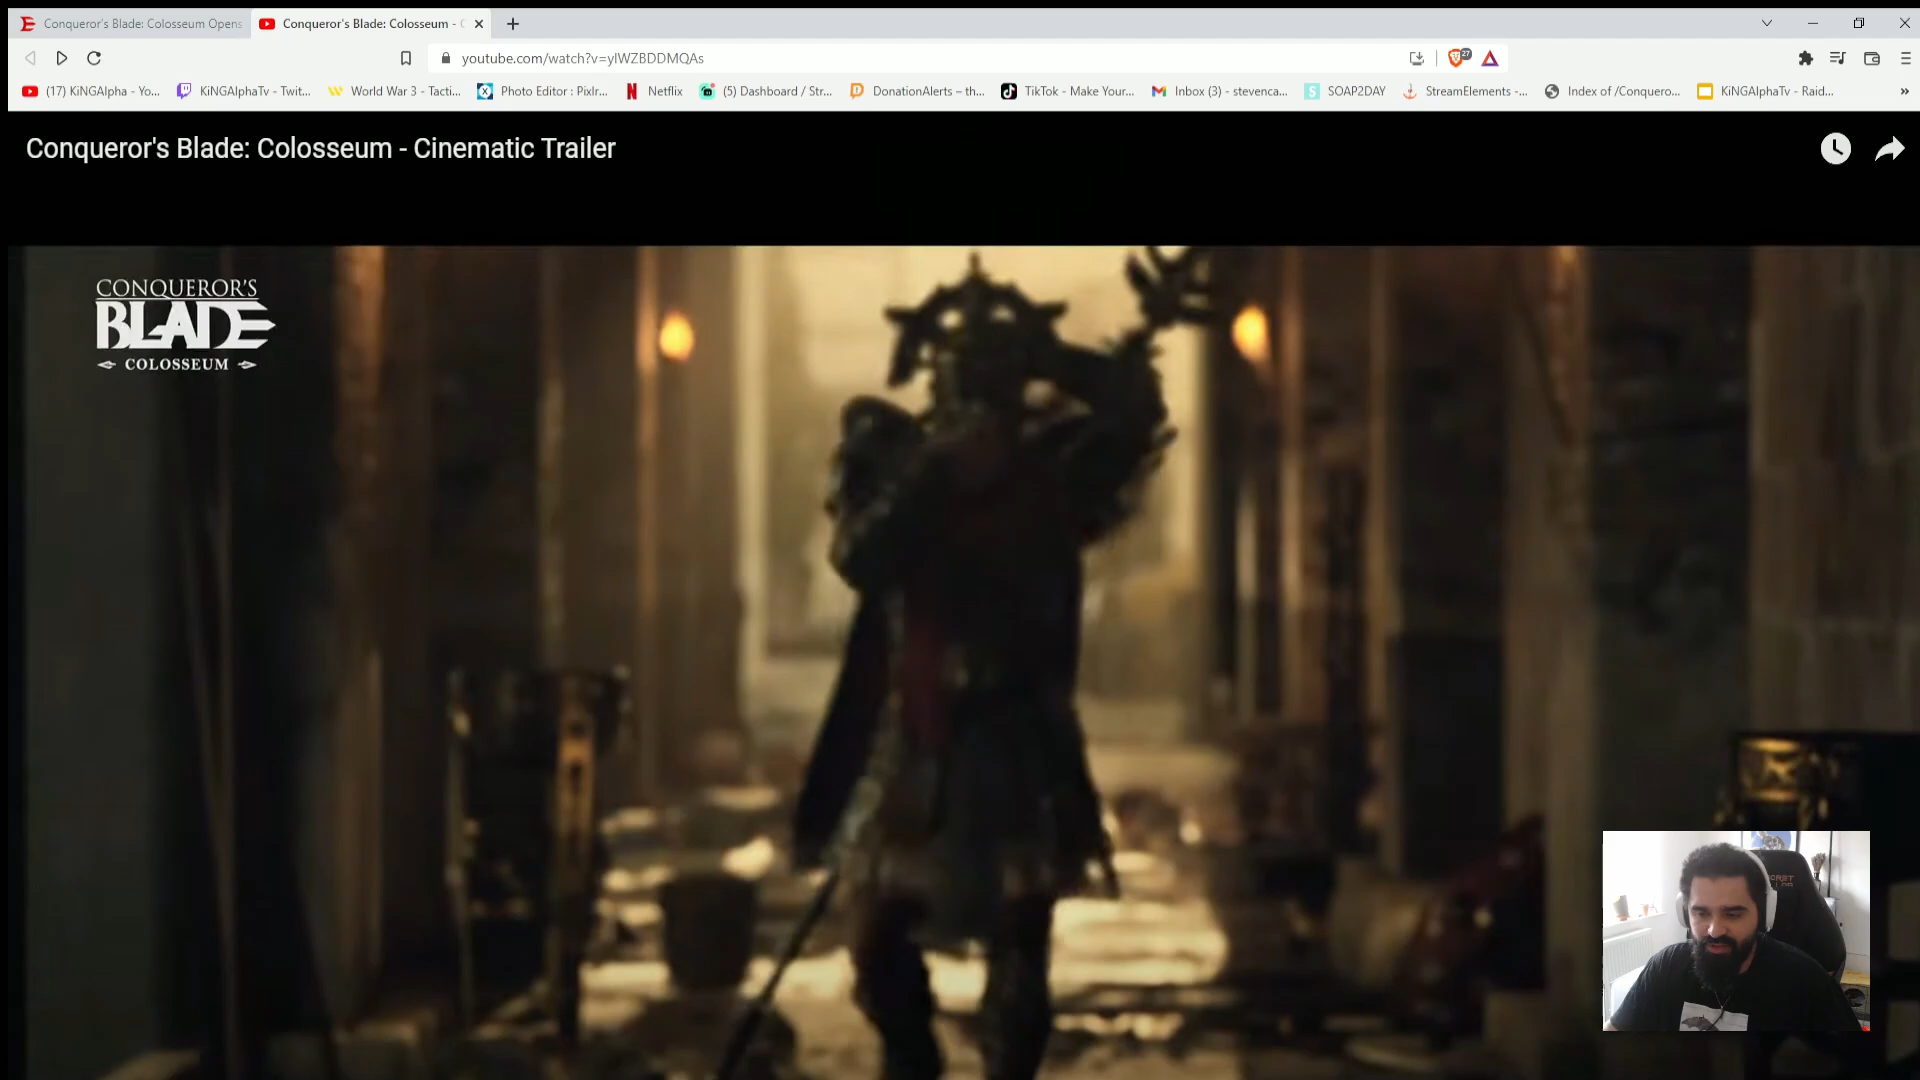 Conqueror's Blade: Colosseum Opens
Conqueror's Blade: Colosseum -
youtube.com/watch?v=ylWZBDDMQAs
27
(17) KiNGAlpha - Yo...
KiNGAlphaTv - Twit...
World War 3 - Tacti...
Photo Editor : Pixlr...
Netflix
(5) Dashboard / Str...
DonationAlerts – th...
TikTok - Make Your...
Inbox (3) - stevenca...
SOAP2DAY
StreamElements -...
Index of /Conquero...
KiNGAlphaTv - Raid...
Conqueror's Blade: Colosseum - Cinematic Trailer
CONQUEROR'S
BLADE
COLOSSEUM